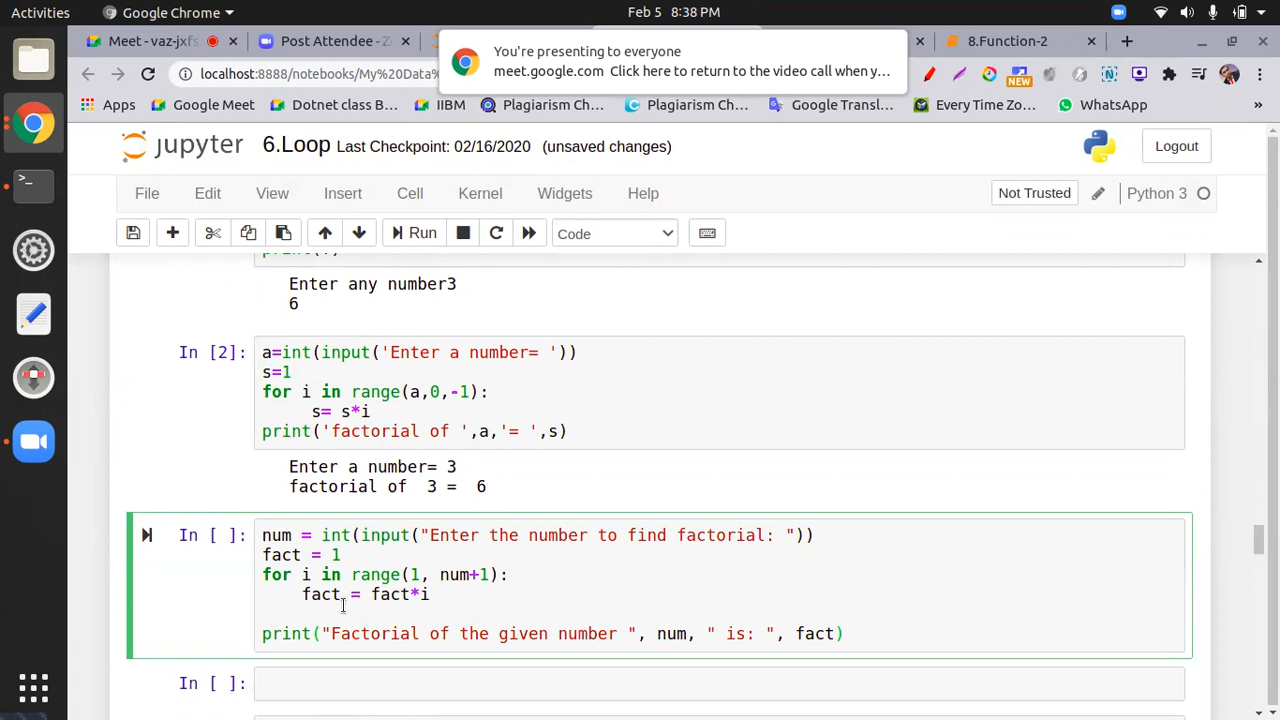 Activities Google Chrome Feb 5 8:38 PM
Meet - vaz-jxfs Post Attendee - Z 8.Function-2
You're presenting to everyone
meet.google.com Click here to return to the video call when y...
localhost:8888/notebooks/My%20Data% NEW
Apps Google Meet Dotnet class B... IIBM Plagiarism Ch... Plagiarism Ch... Google Transl... Every Time Zo... WhatsApp »
jupyter 6.Loop Last Checkpoint: 02/16/2020 (unsaved changes) Logout
File Edit View Insert Cell Kernel Widgets Help Not Trusted Python 3
Run Code
Enter any number3
6
In [2]: a=int(input('Enter a number= '))
s=1
for i in range(a,0,-1):
s= s*i
print('factorial of ',a,'= ',s)
Enter a number= 3
factorial of  3 =  6
In [ ]: num = int(input("Enter the number to find factorial: "))
fact = 1
for i in range(1, num+1):
fact = fact*i
print("Factorial of the given number ", num, " is: ", fact)
In [ ]: